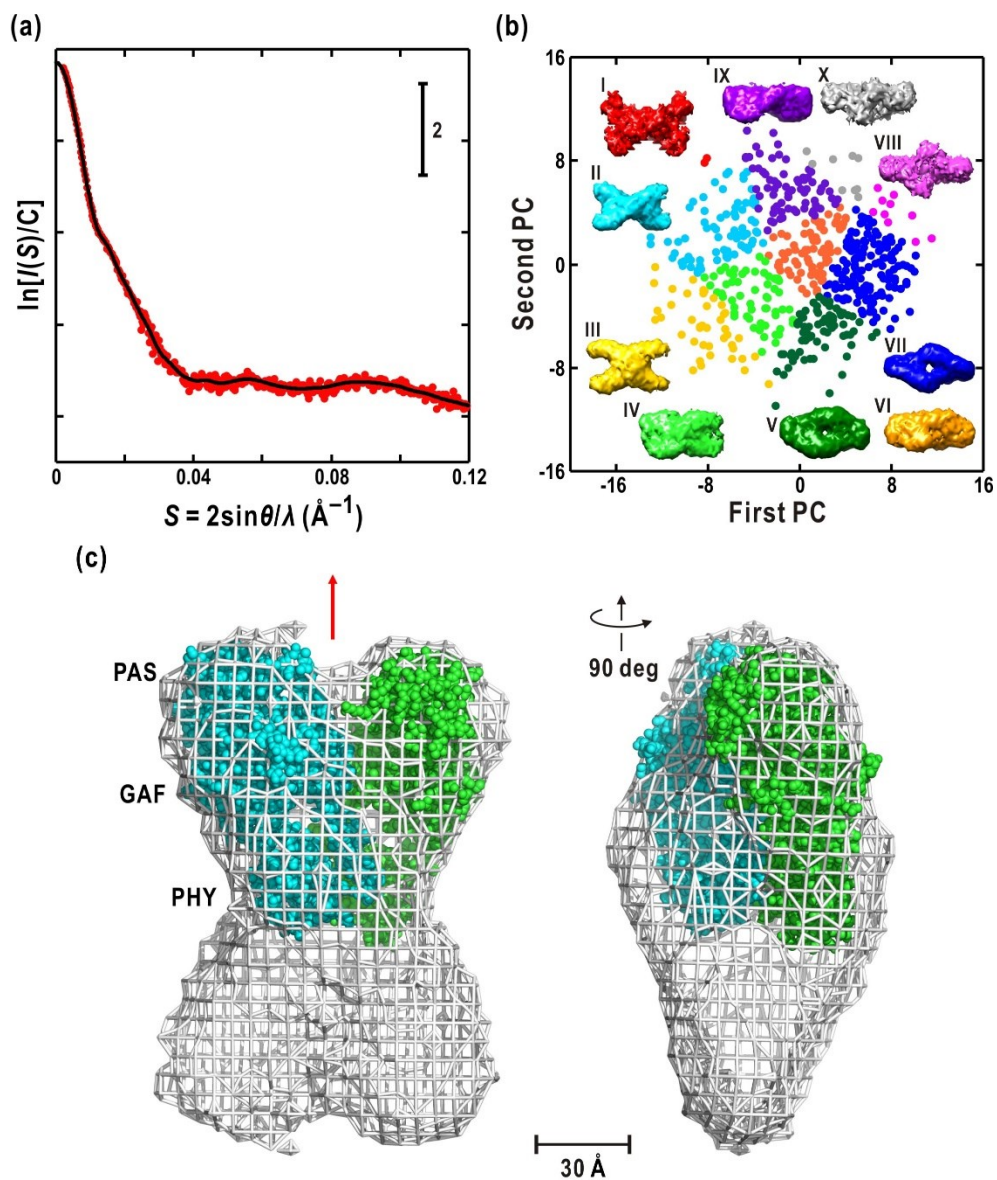 (a)
ln[I(S)/C]
2
0
0.04
0.08
0.12
S = 2sinθ/λ (Å⁻¹)
(b)
Second PC
16
8
0
-8
-16
-16
-8
0
8
16
First PC
I
IX
X
VIII
II
III
VII
IV
V
VI
(c)
PAS
GAF
PHY
90 deg
30 Å